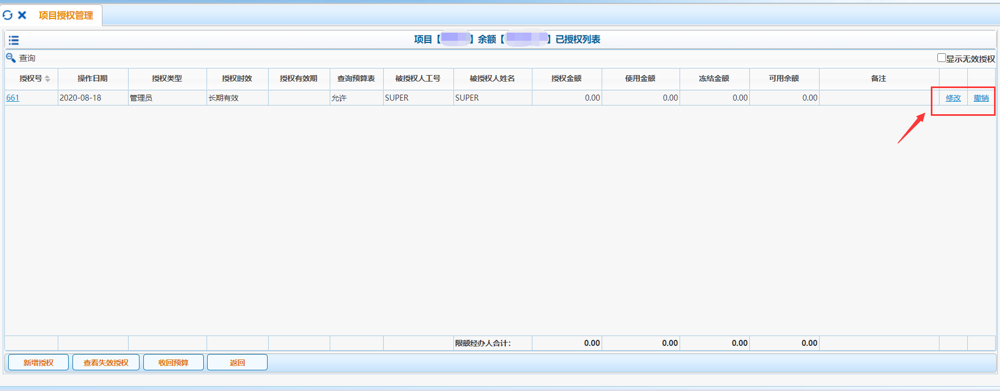 项目授权管理
项目【 】余额【 】已授权列表
查询
显示无效授权
授权号 操作日期 授权类型 授权时效 授权有效期 查询预算表 被授权人工号 被授权人姓名 授权金额 使用金额 冻结金额 可用余额 备注
661 2020-08-18 管理员 长期有效 允许 SUPER SUPER 0.00 0.00 0.00 0.00 修改 撤销
限额经办人合计： 0.00 0.00 0.00 0.00
新增授权 查看失效授权 收回预算 返回